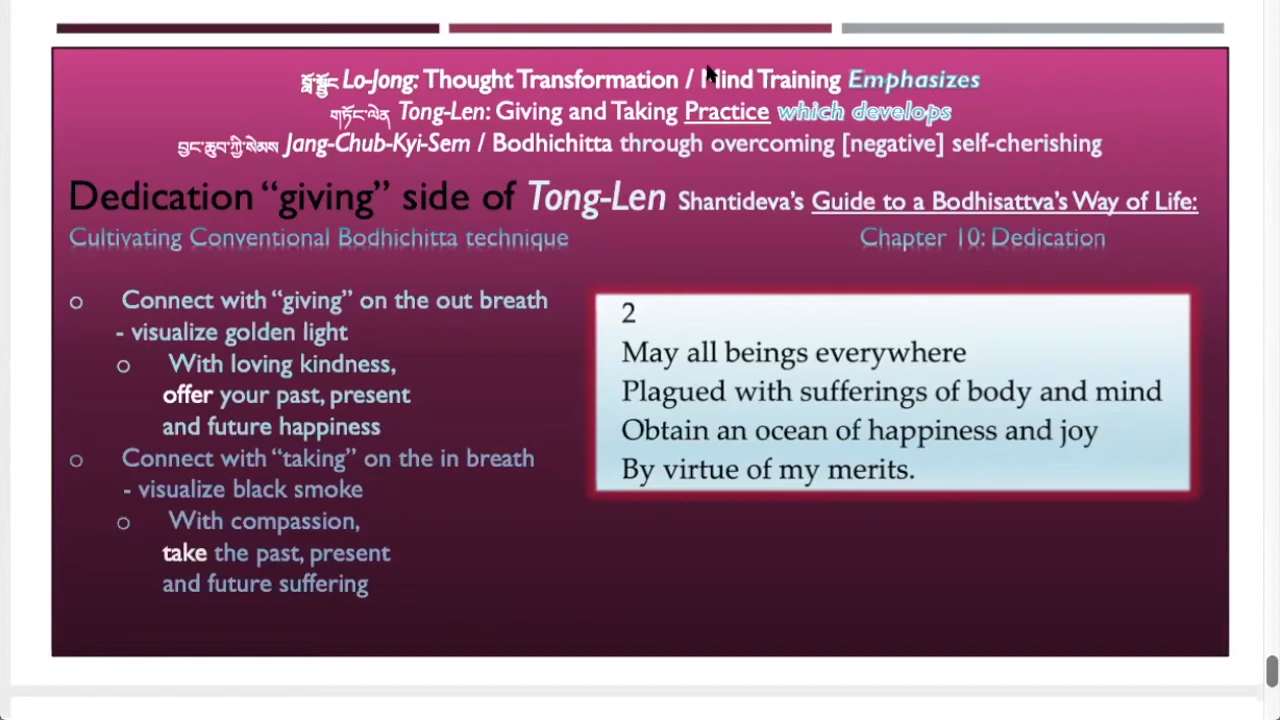 བློ་སྦྱོང Lo-Jong: Thought Transformation / Mind Training Emphasizes
གཏོང་ལེན Tong-Len: Giving and Taking Practice which develops
བྱང་ཆུབ་ཀྱི་སེམས Jang-Chub-Kyi-Sem / Bodhichitta through overcoming [negative] self-cherishing
Dedication “giving” side of Tong-Len Shantideva’s Guide to a Bodhisattva’s Way of Life:
Cultivating Conventional Bodhichitta technique Chapter 10: Dedication
o Connect with “giving” on the out breath
- visualize golden light
o With loving kindness,
offer your past, present
and future happiness
o Connect with “taking” on the in breath
- visualize black smoke
o With compassion,
take the past, present
and future suffering
2
May all beings everywhere
Plagued with sufferings of body and mind
Obtain an ocean of happiness and joy
By virtue of my merits.